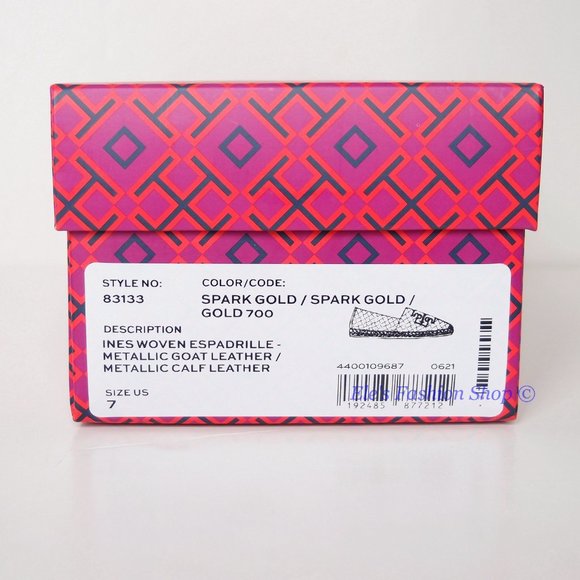 STYLE NO:
83133
COLOR/CODE:
SPARK GOLD / SPARK GOLD /
GOLD 700
DESCRIPTION
INES WOVEN ESPADRILLE -
METALLIC GOAT LEATHER /
METALLIC CALF LEATHER
SIZE US
7
4400109687 0621
192485 877212
Ele's Fashion Shop ©